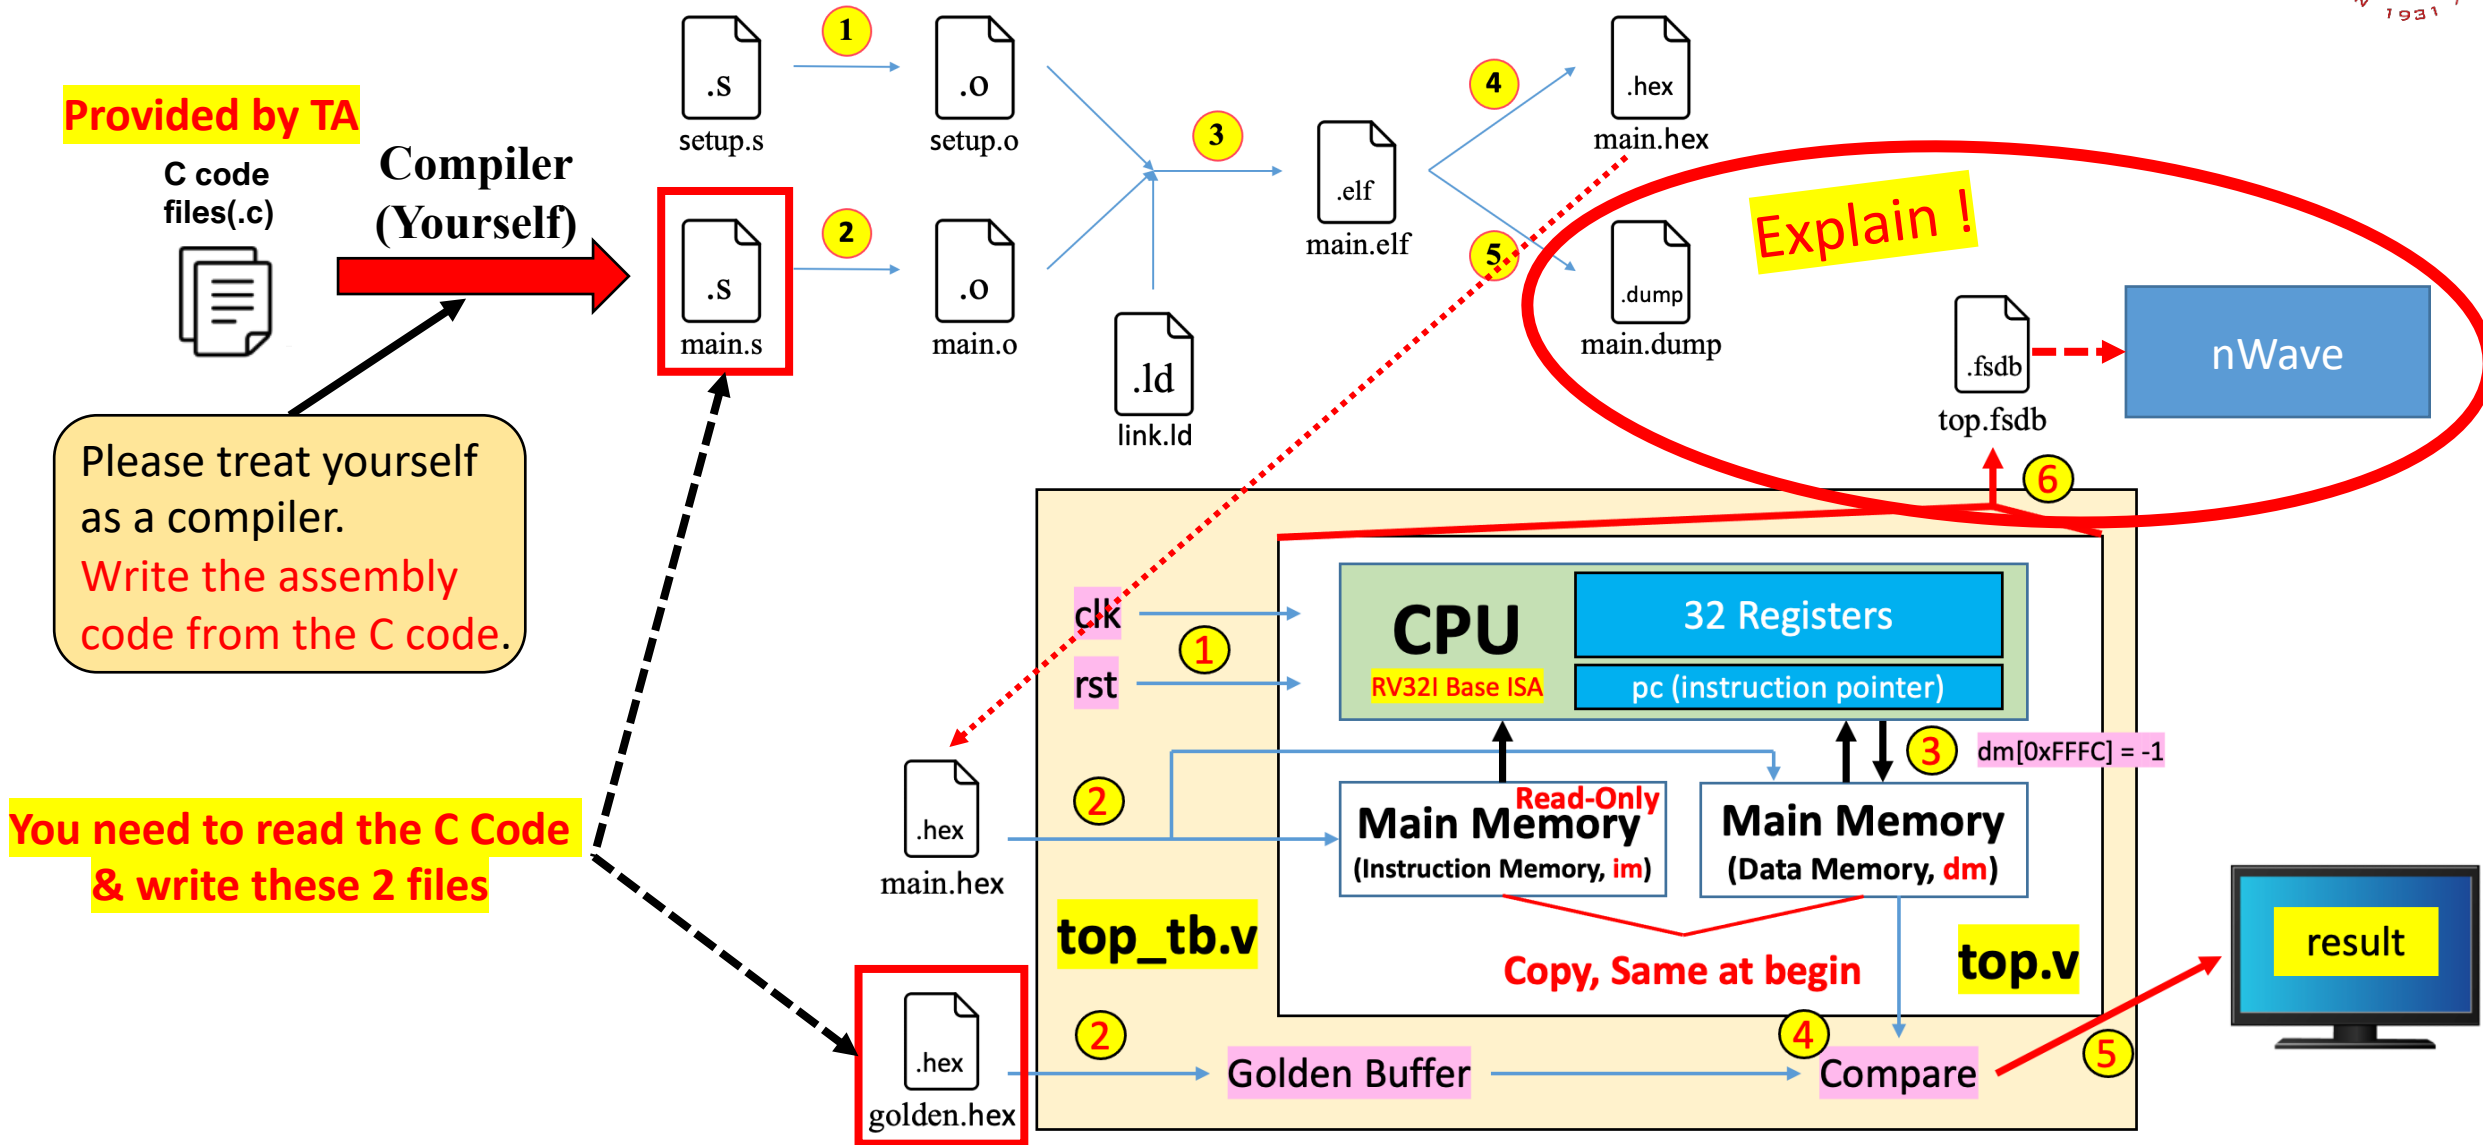 1931
.s
setup.s
1
.o
setup.o
4
.hex
main.hex
Provided by TA
C code
files(.c)
Compiler
(Yourself)
3
.elf
main.elf
Explain !
.s
main.s
2
.o
main.o
5
.dump
main.dump
.ld
link.ld
.fsdb
top.fsdb
nWave
6
Please treat yourself
as a compiler.
Write the assembly
code from the C code.
clk
rst
1
CPU
RV32I Base ISA
32 Registers
pc (instruction pointer)
3
dm[0xFFFC] = -1
You need to read the C Code
& write these 2 files
.hex
main.hex
2
Read-Only
Main Memory
(Instruction Memory, im)
Main Memory
(Data Memory, dm)
top_tb.v
Copy, Same at begin
top.v
result
.hex
golden.hex
2
Golden Buffer
4
Compare
5